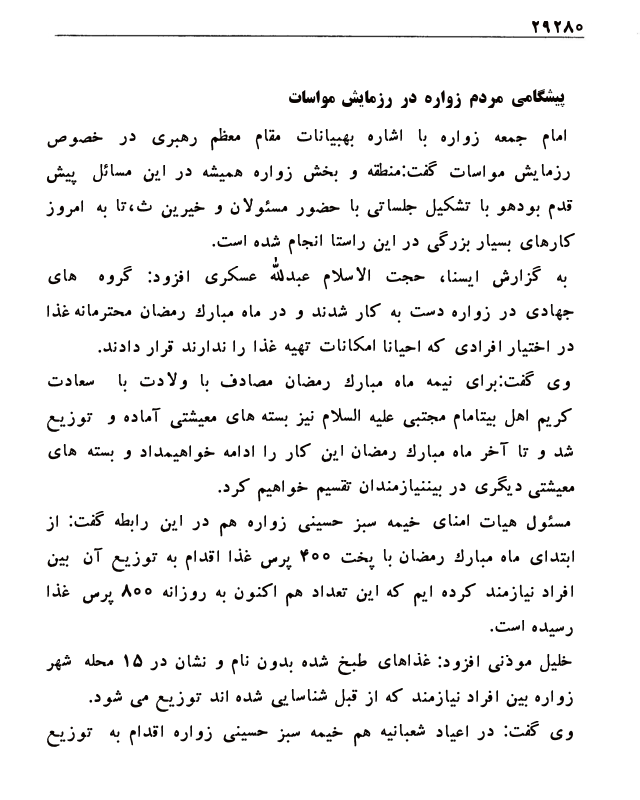 ۲۹۲۸۰
پیشگامی مردم زواره در رزمایش مواسات
امام جمعه زواره با اشاره بهبیانات مقام معظم رهبری در خصوص
رزمایش مواسات گفت:منطقه و بخش زواره همیشه در این مسائل پیش
قدم بودهو با تشکیل جلساتی با حضور مسئولان و خیرین ث،تا به امروز
کارهای بسیار بزرگی در این راستا انجام شده است.
به گزارش ایسنا، حجت الاسلام عبدلله عسکری افزود: گروه های
جهادی در زواره دست به کار شدند و در ماه مبارك رمضان محترمانه غذا
در اختیار افرادی که احیانا امکانات تهیه غذا را ندارند قرار دادند.
وی گفت:برای نیمه ماه مبارك رمضان مصادف با ولادت با سعادت
کریم اهل بیتامام مجتبی علیه السلام نیز بسته های معیشتی آماده و توزیع
شد و تا آخر ماه مبارك رمضان این کار را ادامه خواهیمداد و بسته های
معیشتی دیگری در بیننیازمندان تقسیم خواهیم کرد.
مسئول هیات امنای خیمه سبز حسینی زواره هم در این رابطه گفت: از
ابتدای ماه مبارك رمضان با پخت ۴۰۰ پرس غذا اقدام به توزیع آن بین
افراد نیازمند کرده ایم که این تعداد هم اکنون به روزانه ۸۰۰ پرس غذا
رسیده است.
خلیل موذنی افزود: غذاهای طبخ شده بدون نام و نشان در ۱۵ محله شهر
زواره بین افراد نیازمند که از قبل شناسایی شده اند توزیع می شود.
وی گفت: در اعیاد شعبانیه هم خیمه سبز حسینی زواره اقدام به توزیع